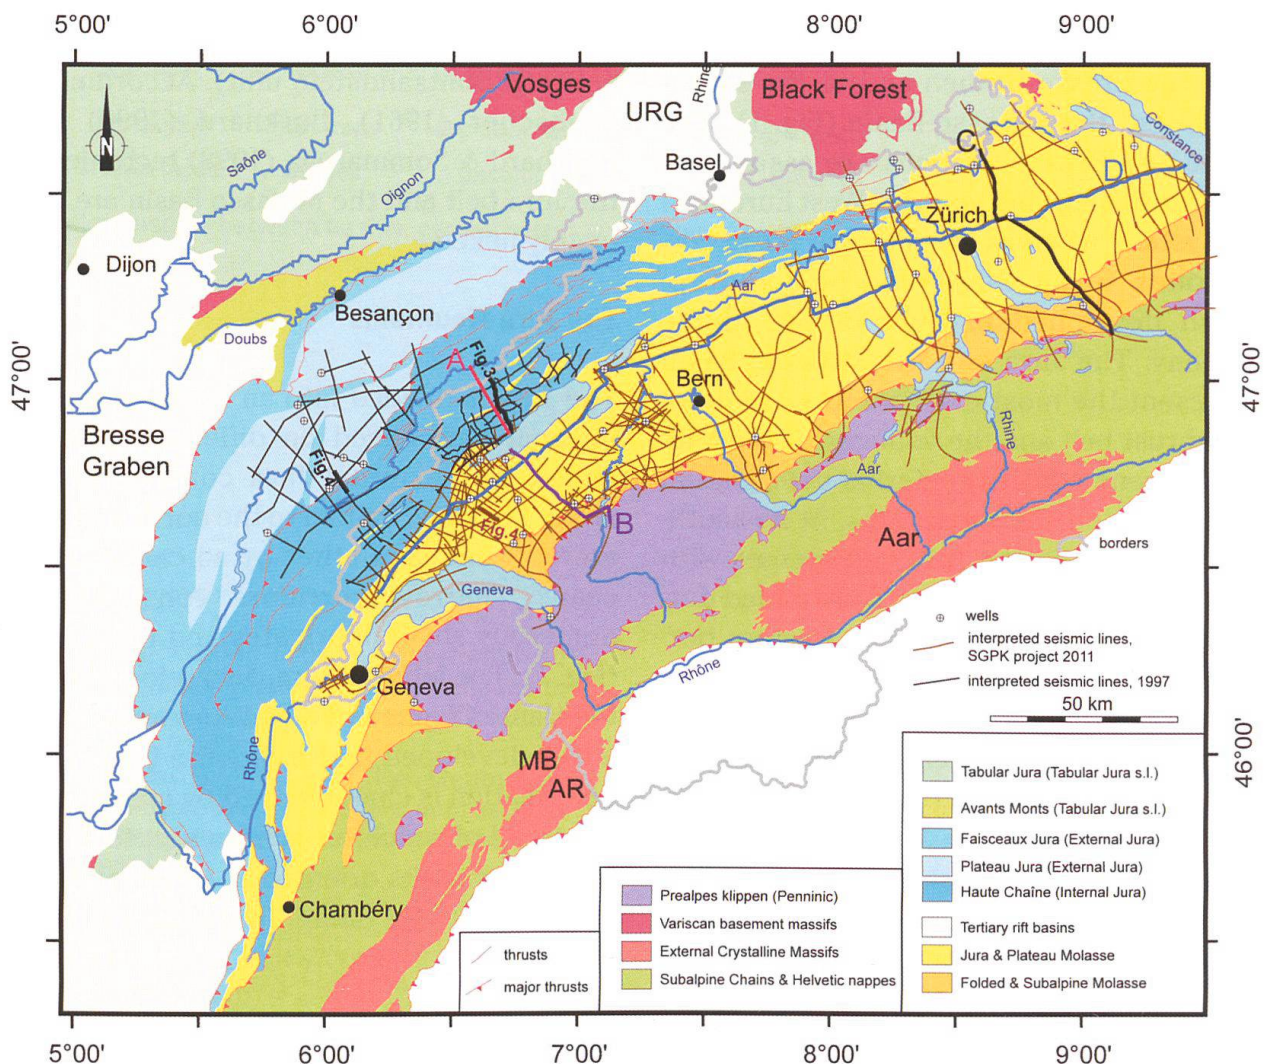 5°00'
6°00'
8°00'
9°00'
Vosges
Black Forest
URG
Rhine
Basel
C
Constance
D
N
Saône
Oignon
Zürich
Dijon
Besançon
Aar
Doubs
47°00'
47°00'
A
Fig.3
Bern
Bresse
Graben
Rhine
Fig.4
Aar
Fig.4
B
Aar
borders
Geneva
wells
interpreted seismic lines,
SGPK project 2011
Rhône
interpreted seismic lines, 1997
Geneva
50 km
Rhône
MB
AR
46°00'
Tabular Jura (Tabular Jura s.l.)
Avants Monts (Tabular Jura s.l.)
Faisceaux Jura (External Jura)
Plateau Jura (External Jura)
Haute Chaîne (Internal Jura)
Tertiary rift basins
Jura & Plateau Molasse
Folded & Subalpine Molasse
Prealpes klippen (Penninic)
Variscan basement massifs
External Crystalline Massifs
Subalpine Chains & Helvetic nappes
Chambéry
thrusts
major thrusts
5°00'
6°00'
7°00'
8°00'
9°00'